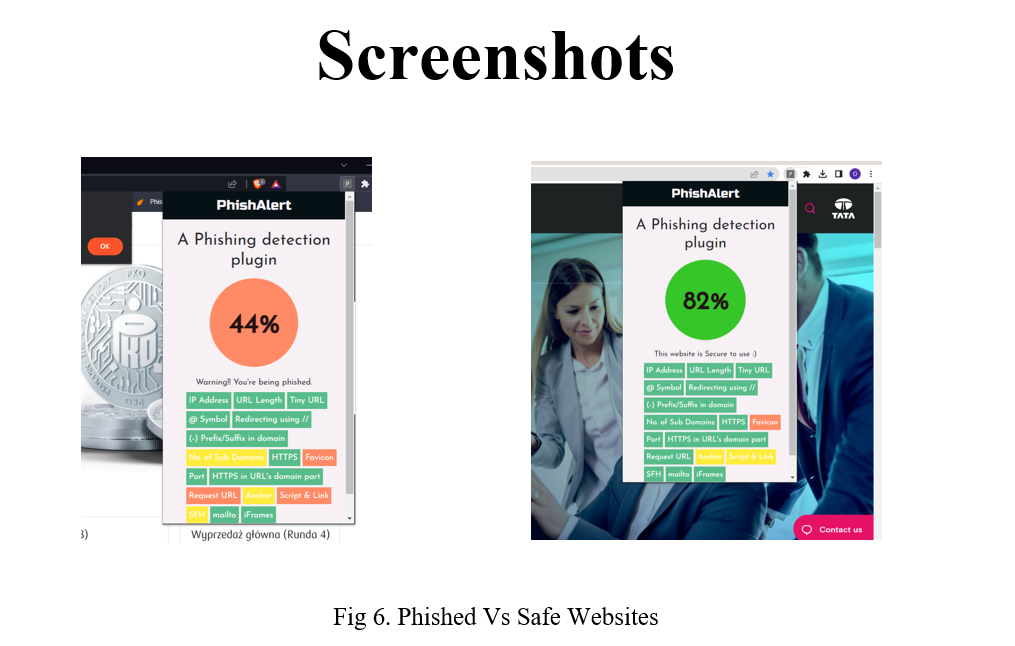 Screenshots
P
Phis
OK
PKO
PhishAlert
A Phishing detection
plugin
44%
Warning!! You're being phished.
IP Address URL Length Tiny URL
@ Symbol Redirecting using //
(-) Prefix/Suffix in domain
No. of Sub Domains HTTPS Favicon
Port HTTPS in URL's domain part
Request URL Anchor Script & Link
SFH mailto iFrames
3)
Wyprzedaż główna (Runda 4)
P
O
PhishAlert
TATA
A Phishing detection
plugin
82%
This website is Secure to use :)
IP Address URL Length Tiny URL
@ Symbol Redirecting using //
(-) Prefix/Suffix in domain
No. of Sub Domains HTTPS Favicon
Port HTTPS in URL's domain part
Request URL Anchor Script & Link
SFH mailto iFrames
Contact us
Fig 6. Phished Vs Safe Websites